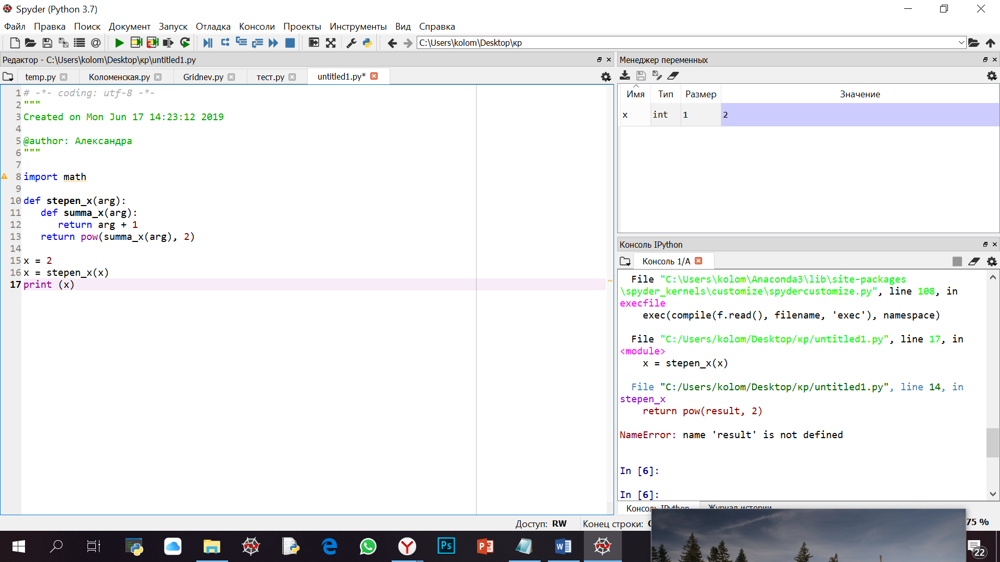 Spyder (Python 3.7)
Файл Правка Поиск Документ Запуск Отладка Консоли Проекты Инструменты Вид Справка
C:\Users\kolom\Desktop\кр
Редактор - C:\Users\kolom\Desktop\кр\untitled1.py
temp.py Коломенская.py Gridnev.py тест.py untitled1.py*
1 # -*- coding: utf-8 -*-
2 """
3 Created on Mon Jun 17 14:23:12 2019
4
5 @author: Александра
6 """
7
8 import math
9
10 def stepen_x(arg):
11 def summa_x(arg):
12 return arg + 1
13 return pow(summa_x(arg), 2)
14
15 x = 2
16 x = stepen_x(x)
17 print (x)
Менеджер переменных
Имя Тип Размер Значение
x int 1 2
Консоль IPython
Консоль 1/A
File "C:\Users\kolom\Anaconda3\lib\site-packages
\spyder_kernels\customize\spydercustomize.py", line 108, in
execfile
exec(compile(f.read(), filename, 'exec'), namespace)
File "C:/Users/kolom/Desktop/кр/untitled1.py", line 17, in
<module>
x = stepen_x(x)
File "C:/Users/kolom/Desktop/кр/untitled1.py", line 14, in
stepen_x
return pow(result, 2)
NameError: name 'result' is not defined
In [6]:
In [6]:
Консоль IPython Журнал истории
Доступ: RW Конец строки: 75 %
Ps
22